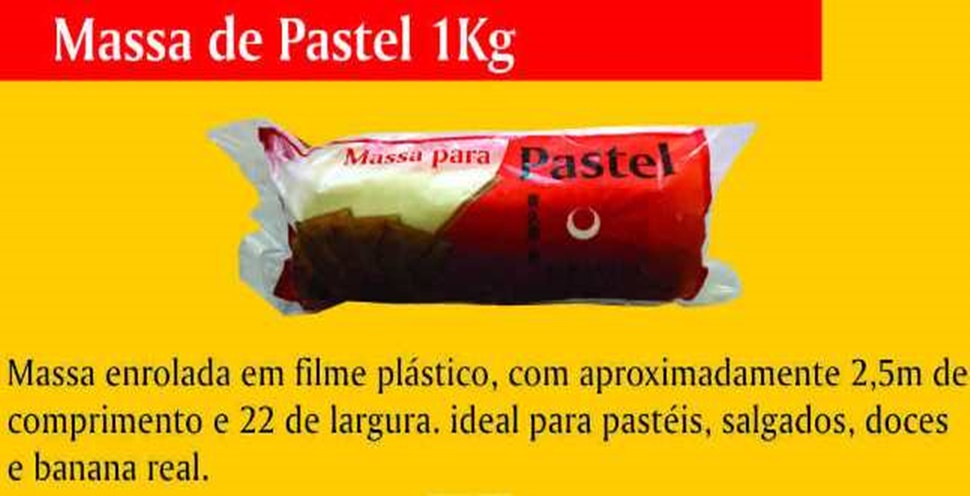 Massa de Pastel 1Kg
Massa para Pastel
Massa enrolada em filme plástico, com aproximadamente 2,5m de
comprimento e 22 de largura. ideal para pastéis, salgados, doces
e banana real.